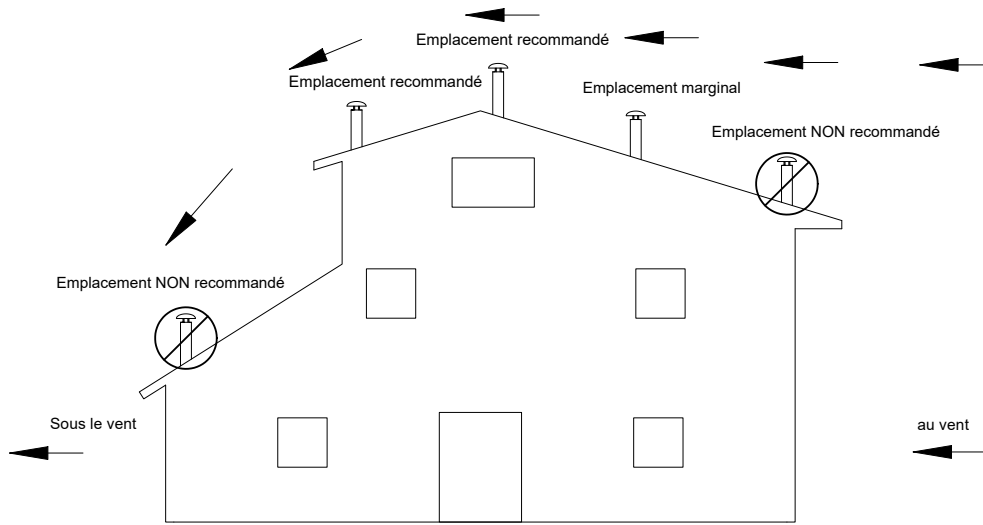 Emplacement recommandé
Emplacement recommandé
Emplacement marginal
Emplacement NON recommandé
Emplacement NON recommandé
Sous le vent
au vent